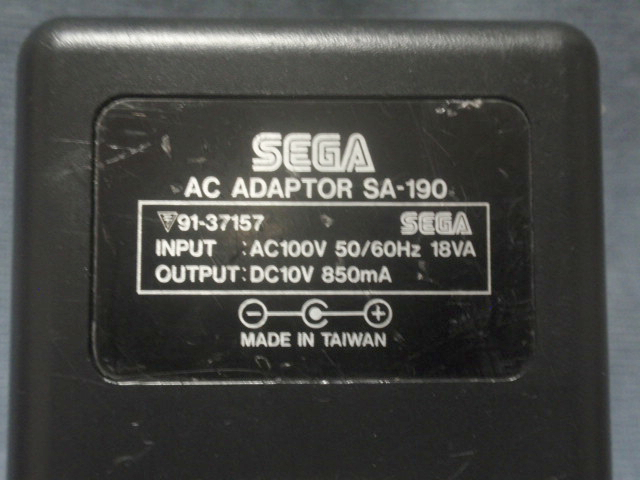 SEGA
AC ADAPTOR SA-190
91-37157 SEGA
INPUT : AC100V 50/60Hz 18VA
OUTPUT : DC10V 850mA
MADE IN TAIWAN